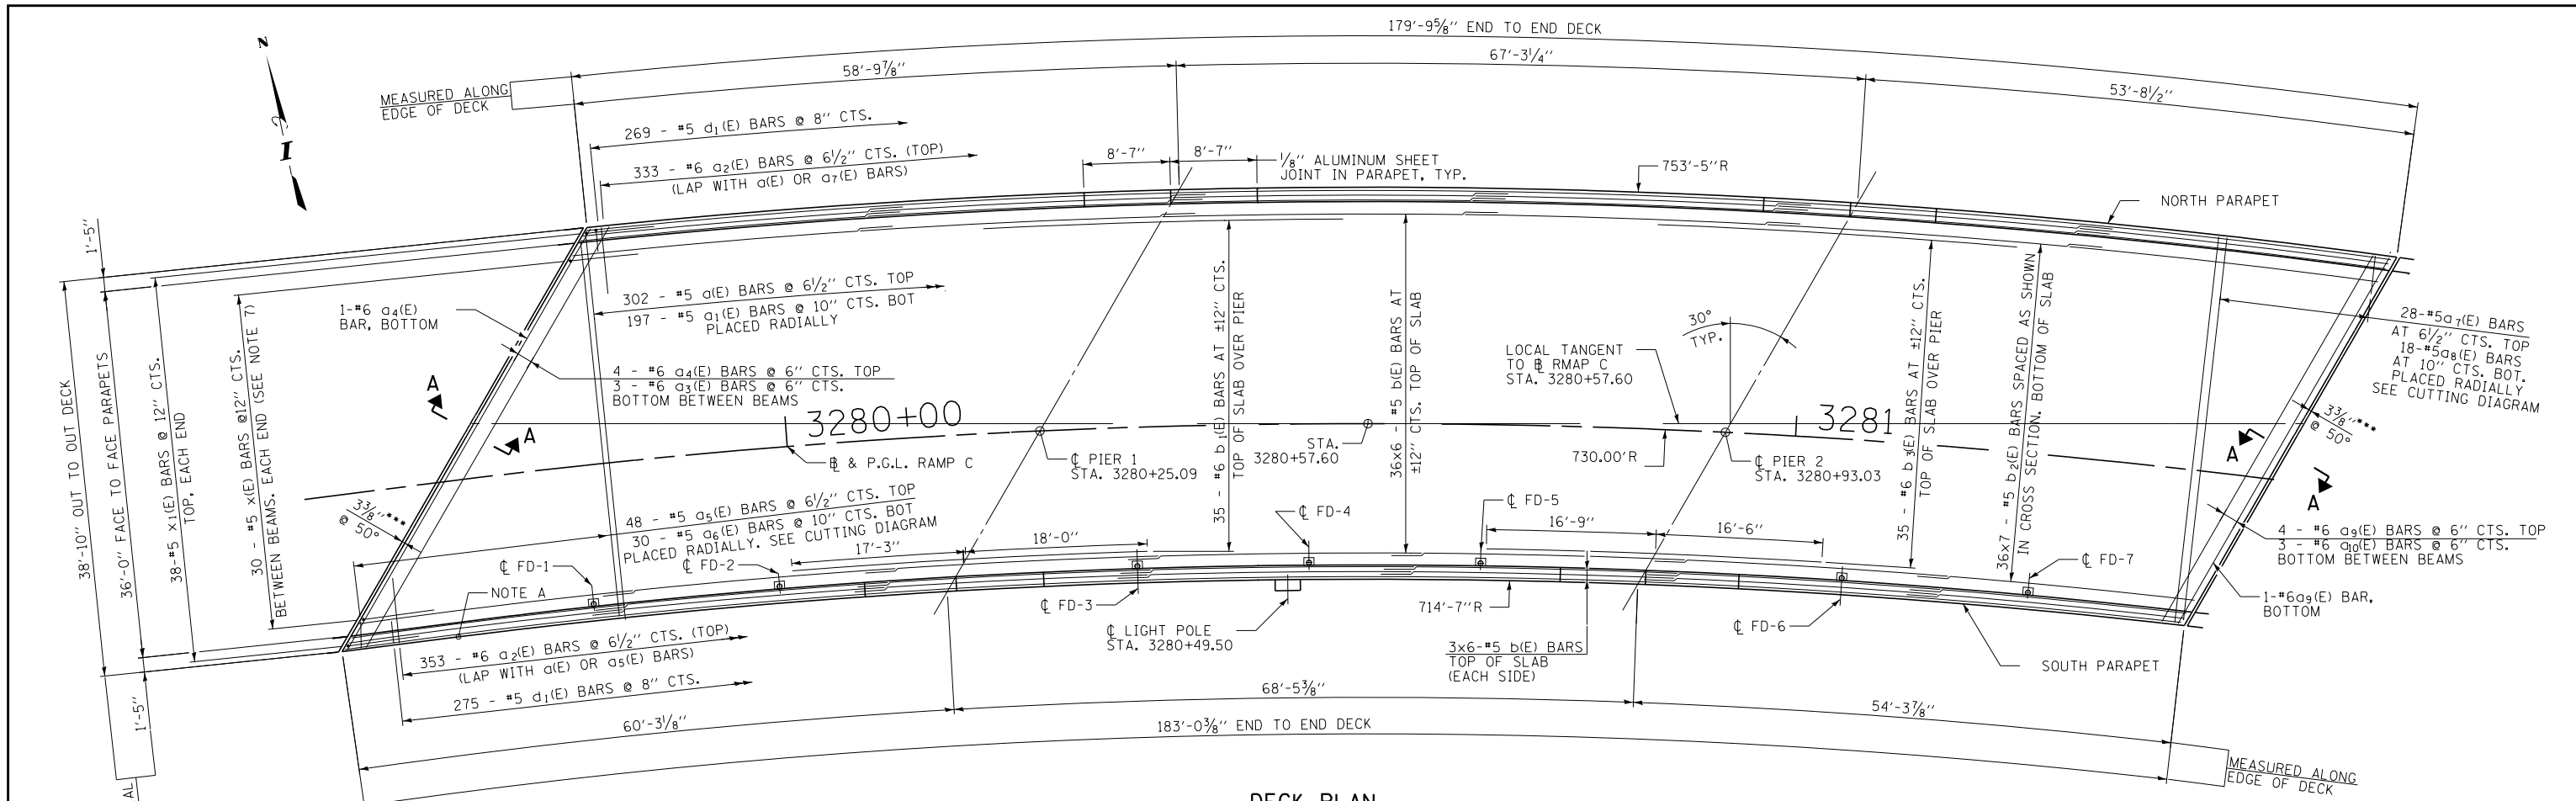 179'-9⅝'' END TO END DECK
58'-9⅞''
67'-3¼''
53'-8½''
MEASURED ALONG
EDGE OF DECK
N
269 - #5 d₁(E) BARS @ 8'' CTS.
333 - #6 a₂(E) BARS @ 6½'' CTS. (TOP)
(LAP WITH a(E) OR a₇(E) BARS)
8'-7''
8'-7''
⅛'' ALUMINUM SHEET
JOINT IN PARAPET, TYP.
753'-5''R
NORTH PARAPET
1'-5''
38'-10'' OUT TO OUT DECK
36'-0'' FACE TO FACE PARAPETS
38-#5 x₁(E) BARS @ 12'' CTS.
TOP, EACH END
30 - #5 x(E) BARS @12'' CTS.
BETWEEN BEAMS. EACH END (SEE NOTE 7)
1'-5''
1-#6 a₄(E)
BAR, BOTTOM
302 - #5 a(E) BARS @ 6½'' CTS. TOP
197 - #5 a₁(E) BARS @ 10'' CTS. BOT
PLACED RADIALLY
4 - #6 a₄(E) BARS @ 6'' CTS. TOP
3 - #6 a₃(E) BARS @ 6'' CTS.
BOTTOM BETWEEN BEAMS
A
A
3280+00
℄ & P.G.L. RAMP C
℄ PIER 1
STA. 3280+25.09
35 - #6 b₁(E) BARS AT ±12'' CTS.
TOP OF SLAB OVER PIER
STA.
3280+57.60
36x6 - #5 b(E) BARS AT
±12'' CTS. TOP OF SLAB
LOCAL TANGENT
TO ℄ RMAP C
STA. 3280+57.60
30°
TYP.
730.00'R
3281
℄ PIER 2
STA. 3280+93.03
35 - #6 b₃(E) BARS AT ±12'' CTS.
TOP OF SLAB OVER PIER
36x7 - #5 b₂(E) BARS SPACED AS SHOWN
IN CROSS SECTION. BOTTOM OF SLAB
28-#5a₇(E) BARS
AT 6½'' CTS. TOP
18-#5a₈(E) BARS
AT 10'' CTS. BOT.
PLACED RADIALLY
SEE CUTTING DIAGRAM
3⅜''***
@ 50°
A
A
3⅜''***
@ 50°
48 - #5 a₅(E) BARS @ 6½'' CTS. TOP
30 - #5 a₆(E) BARS @ 10'' CTS. BOT
PLACED RADIALLY. SEE CUTTING DIAGRAM
℄ FD-1
℄ FD-2
17'-3''
18'-0''
℄ FD-4
℄ FD-5
16'-9''
16'-6''
℄ FD-7
4 - #6 a₉(E) BARS @ 6'' CTS. TOP
3 - #6 a₁₀(E) BARS @ 6'' CTS.
BOTTOM BETWEEN BEAMS
1-#6a₉(E) BAR,
BOTTOM
NOTE A
℄ FD-3
℄ LIGHT POLE
STA. 3280+49.50
714'-7''R
℄ FD-6
3x6-#5 b(E) BARS
TOP OF SLAB
(EACH SIDE)
SOUTH PARAPET
353 - #6 a₂(E) BARS @ 6½'' CTS. (TOP)
(LAP WITH a(E) OR a₅(E) BARS)
275 - #5 d₁(E) BARS @ 8'' CTS.
60'-3⅛''
68'-5⅜''
54'-3⅞''
183'-0⅜'' END TO END DECK
MEASURED ALONG
EDGE OF DECK
DECK PLAN